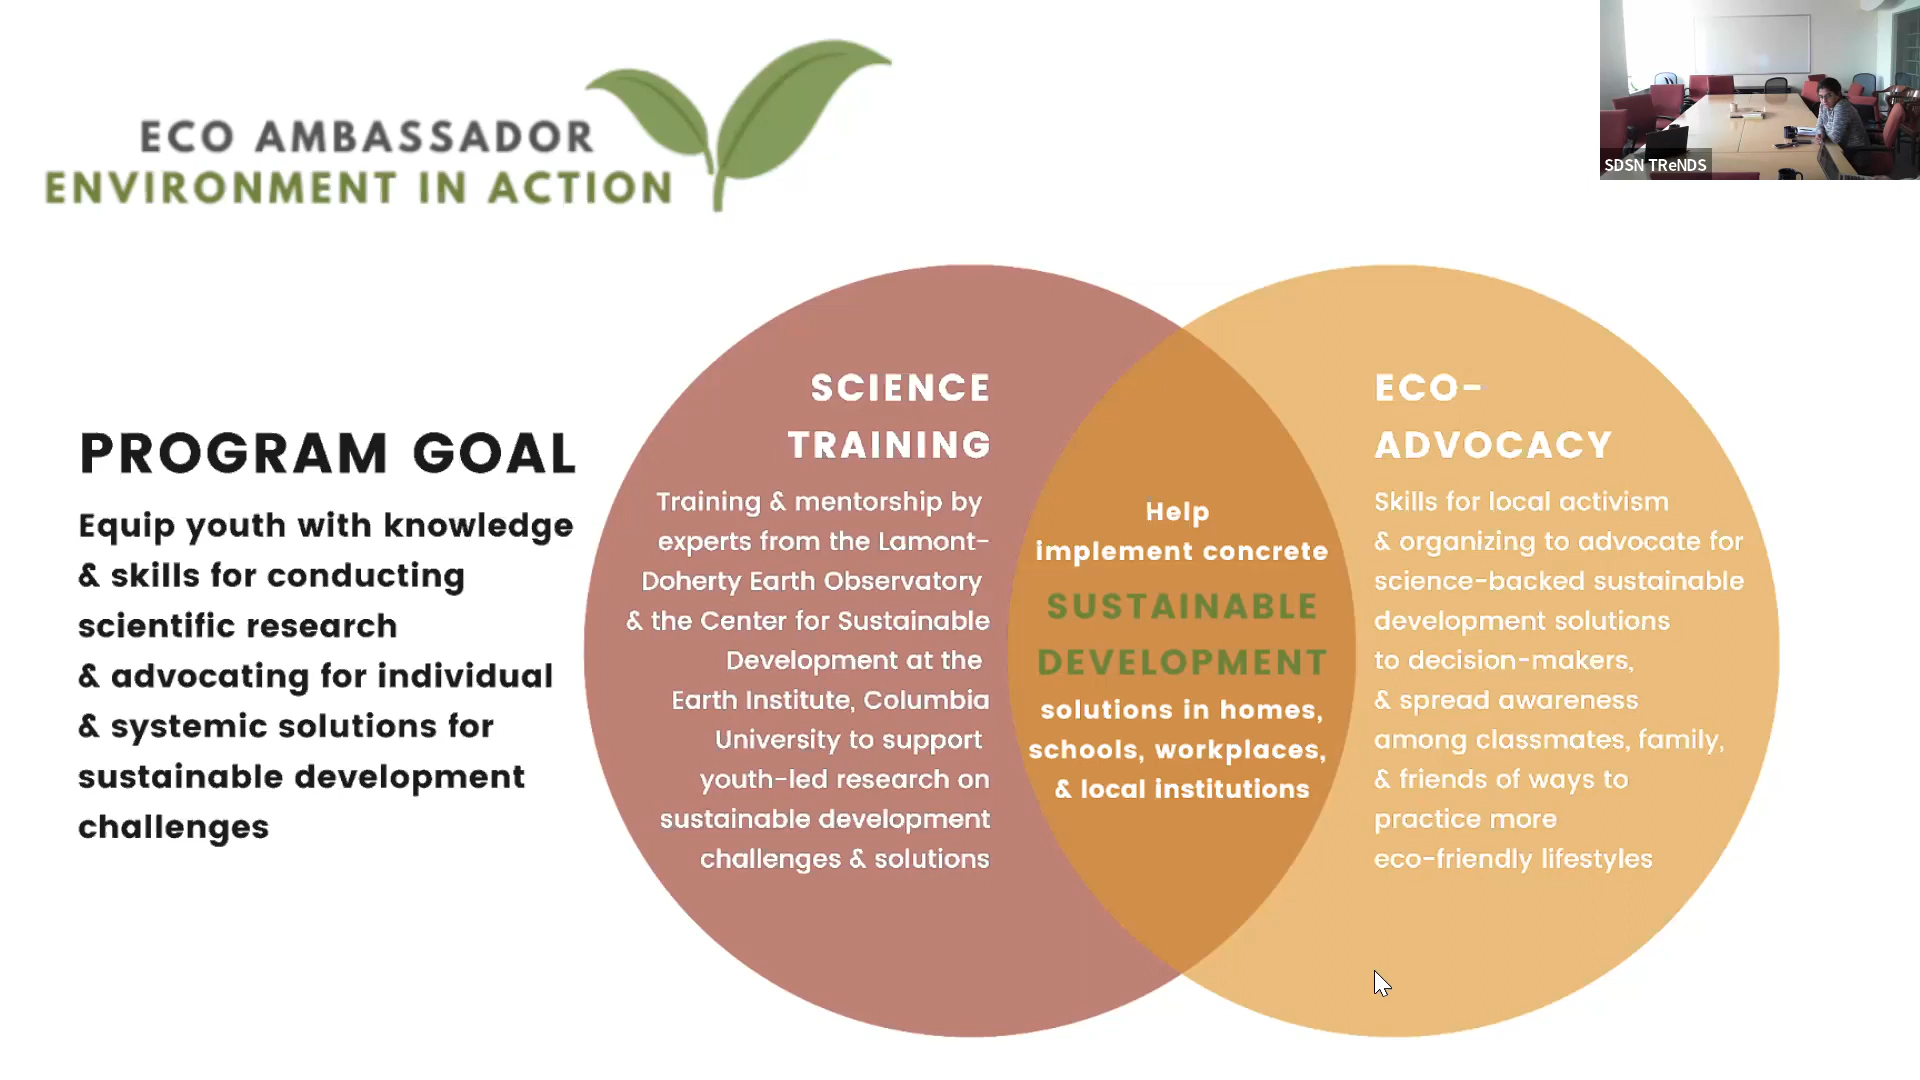 ECO AMBASSADOR
ENVIRONMENT IN ACTION
SDSN TReNDS
PROGRAM GOAL
Equip youth with knowledge
& skills for conducting
scientific research
& advocating for individual
& systemic solutions for
sustainable development
challenges
SCIENCE
TRAINING
Training & mentorship by
experts from the Lamont-
Doherty Earth Observatory
& the Center for Sustainable
Development at the
Earth Institute, Columbia
University to support
youth-led research on
sustainable development
challenges & solutions
Help
implement concrete
SUSTAINABLE
DEVELOPMENT
solutions in homes,
schools, workplaces,
& local institutions
ECO-
ADVOCACY
Skills for local activism
& organizing to advocate for
science-backed sustainable
development solutions
to decision-makers,
& spread awareness
among classmates, family,
& friends of ways to
practice more
eco-friendly lifestyles